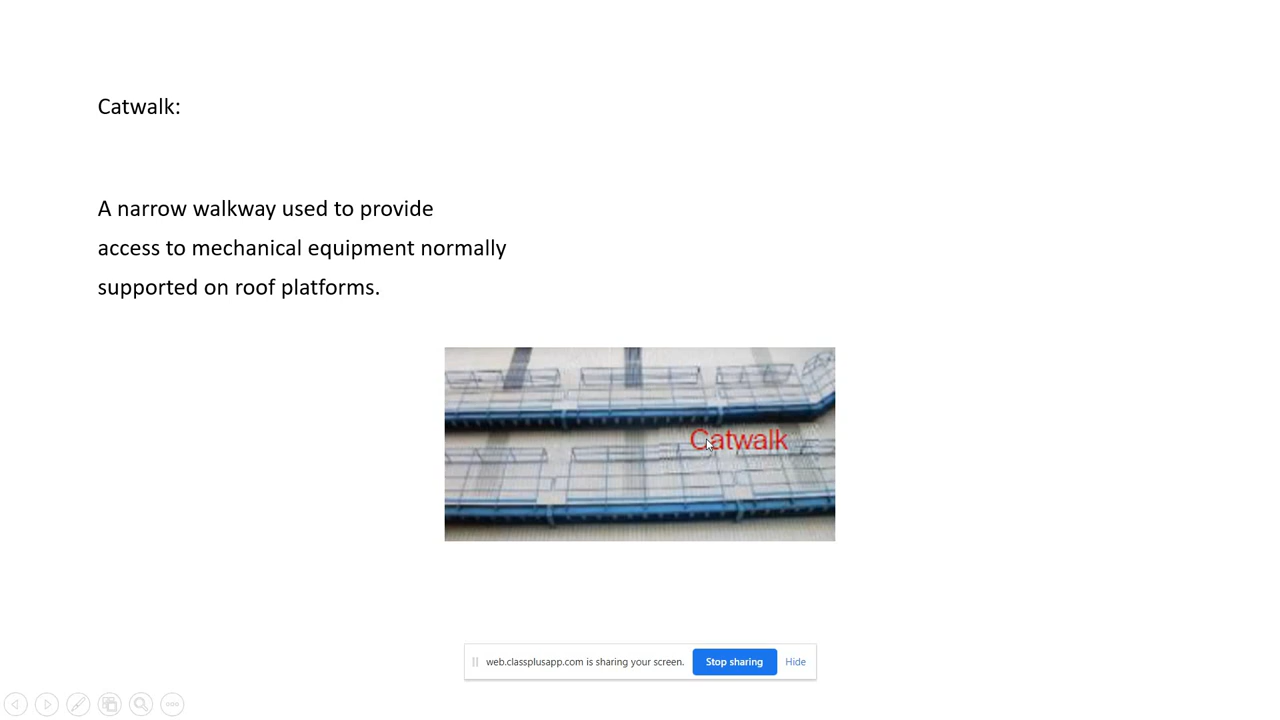 Catwalk:
A narrow walkway used to provide
access to mechanical equipment normally
supported on roof platforms.
Catwalk
web.classplusapp.com is sharing your screen. Stop sharing Hide